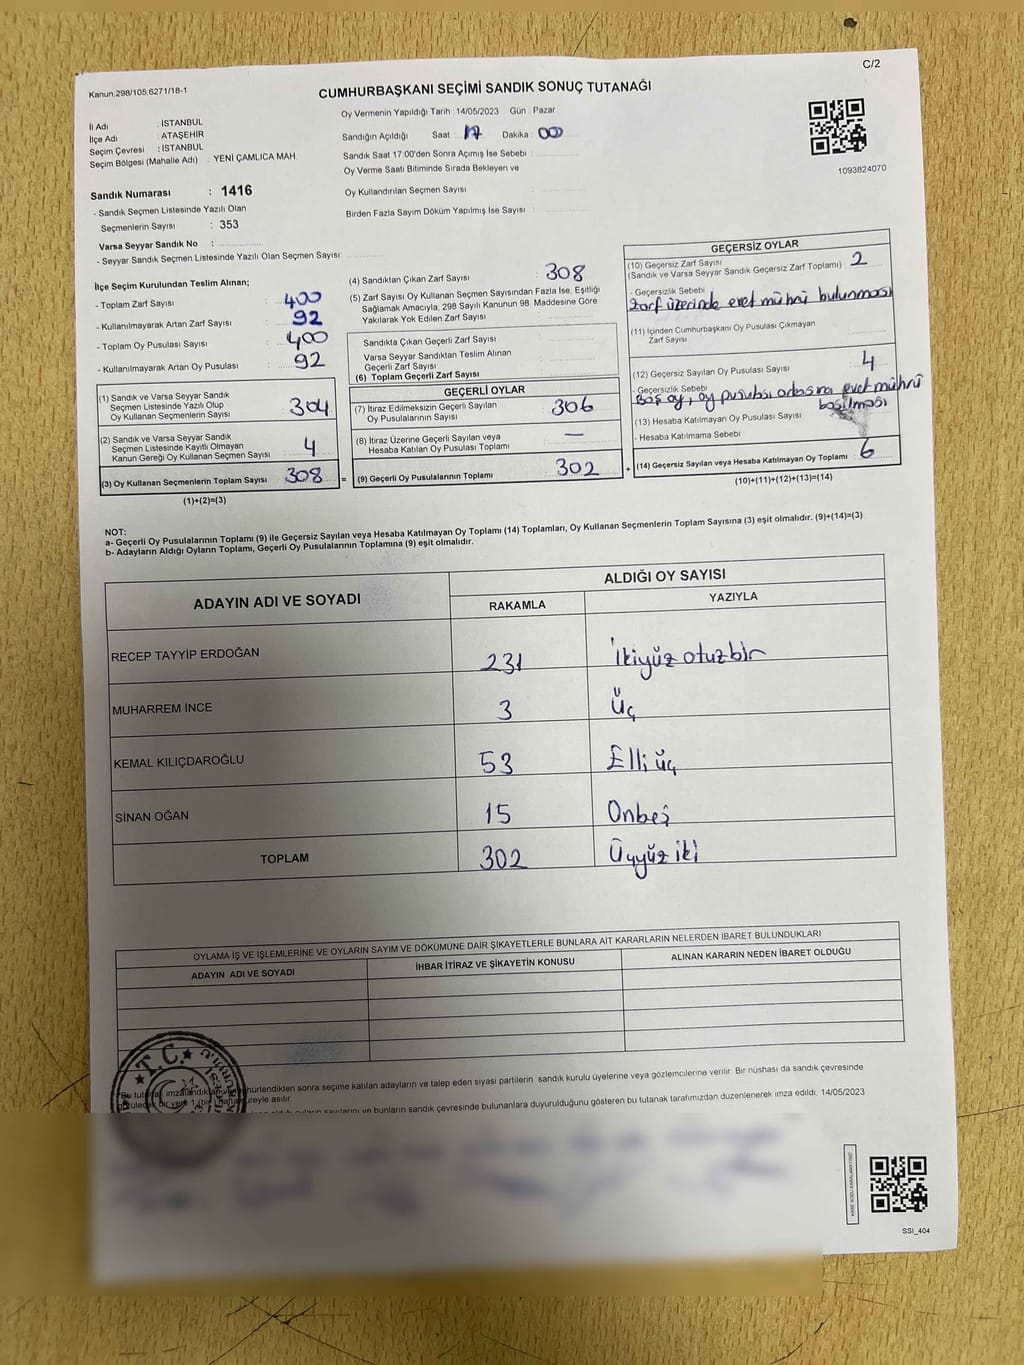 C/2
Kanun,298/105,6271/18-1
CUMHURBAŞKANI SEÇİMİ SANDIK SONUÇ TUTANAĞI
İl Adı : İSTANBUL
İlçe Adı : ATAŞEHİR
Seçim Çevresi : İSTANBUL
Seçim Bölgesi (Mahalle Adı) : YENİ ÇAMLICA MAH.
Sandık Numarası : 1416
- Sandık Seçmen Listesinde Yazılı Olan
Seçmenlerin Sayısı : 353
Varsa Seyyar Sandık No :
- Seyyar Sandık Seçmen Listesinde Yazılı Olan Seçmen Sayısı:
Oy Vermenin Yapıldığı Tarih :14/05/2023 Gün : Pazar
Sandığın Açıldığı Saat : 17 Dakika : 00
Sandık Saat 17:00'den Sonra Açımış İse Sebebi :
Oy Verme Saati Bitiminde Sırada Bekleyen ve
Oy Kullandırılan Seçmen Sayısı :
Birden Fazla Sayım Döküm Yapılmış İse Sayısı :
1093824070
İlçe Seçim Kurulundan Teslim Alınan;
- Toplam Zarf Sayısı : 400
- Kullanılmayarak Artan Zarf Sayısı : 92
- Toplam Oy Pusulası Sayısı : 400
- Kullanılmayarak Artan Oy Pusulası : 92
(1) Sandık ve Varsa Seyyar Sandık
Seçmen Listesinde Yazılı Olup
Oy Kullanan Seçmenlerin Sayısı : 304
(2) Sandık ve Varsa Seyyar Sandık
Seçmen Listesinde Kayıtlı Olmayan
Kanun Gereği Oy Kullanan Seçmen Sayısı : 4
(3) Oy Kullanan Seçmenlerin Toplam Sayısı : 308
(1)+(2)=(3)
(4) Sandıktan Çıkan Zarf Sayısı : 308
(5) Zarf Sayısı Oy Kullanan Seçmen Sayısından Fazla İse, Eşitliği
Sağlamak Amacıyla, 298 Sayılı Kanunun 98. Maddesine Göre
Yakılarak Yok Edilen Zarf Sayısı :
Sandıkta Çıkan Geçerli Zarf Sayısı :
Varsa Seyyar Sandıktan Teslim Alınan
Geçerli Zarf Sayısı :
(6) Toplam Geçerli Zarf Sayısı :
GEÇERLİ OYLAR
(7) İtiraz Edilmeksizin Geçerli Sayılan
Oy Pusulalarının Sayısı : 306
(8) İtiraz Üzerine Geçerli Sayılan veya
Hesaba Katılan Oy Pusulası Toplamı : —
= (9) Geçerli Oy Pusulalarının Toplamı : 302 +
GEÇERSİZ OYLAR
(10) Geçersiz Zarf Sayısı
(Sandık ve Varsa Seyyar Sandık Geçersiz Zarf Toplamı) : 2
- Geçersizlik Sebebi
zarf üzerinde evet mührü bulunması
(11) İçinden Cumhurbaşkanı Oy Pusulası Çıkmayan
Zarf Sayısı :
(12) Geçersiz Sayılan Oy Pusulası Sayısı : 4
- Geçersizlik Sebebi
Boş oy, oy pusulası ortasına evet mührü
basılması
(13) Hesaba Katılmayan Oy Pusulası Sayısı
- Hesaba Katılmama Sebebi
(14) Geçersiz Sayılan veya Hesaba Katılmayan Oy Toplamı : 6
(10)+(11)+(12)+(13)=(14)
NOT:
a- Geçerli Oy Pusulalarının Toplamı (9) ile Geçersiz Sayılan veya Hesaba Katılmayan Oy Toplamı (14) Toplamları, Oy Kullanan Seçmenlerin Toplam Sayısına (3) eşit olmalıdır. (9)+(14)=(3)
b- Adayların Aldığı Oyların Toplamı, Geçerli Oy Pusulalarının Toplamına (9) eşit olmalıdır.
ADAYIN ADI VE SOYADI ALDIĞI OY SAYISI
RAKAMLA YAZIYLA
RECEP TAYYİP ERDOĞAN 231 İkiyüz otuzbir
MUHARREM İNCE 3 Üç
KEMAL KILIÇDAROĞLU 53 Elli üç
SİNAN OĞAN 15 Onbeş
TOPLAM 302 Üçyüz iki
OYLAMA İŞ VE İŞLEMLERİNE VE OYLARIN SAYIM VE DÖKÜMÜNE DAİR ŞİKAYETLERLE BUNLARA AİT KARARLARIN NELERDEN İBARET BULUNDUKLARI
ADAYIN ADI VE SOYADI İHBAR İTİRAZ VE ŞİKAYETİN KONUSU ALINAN KARARIN NEDEN İBARET OLDUĞU
T.C.
Bu tutanak imzalandıktan ve mühürlendikten sonra seçime katılan adayların ve talep eden siyasi partilerin sandık kurulu üyelerine veya gözlemcilerine verilir. Bir nüshası da sandık çevresinde
bir yere 1 (bir) hafta süreyle asılır.
oyların sayılarını ve bunların sandık çevresinde bulunanlara duyurulduğunu gösteren bu tutanak tarafımızdan düzenlenerek imza edildi. 14/05/2023
SSİ_404